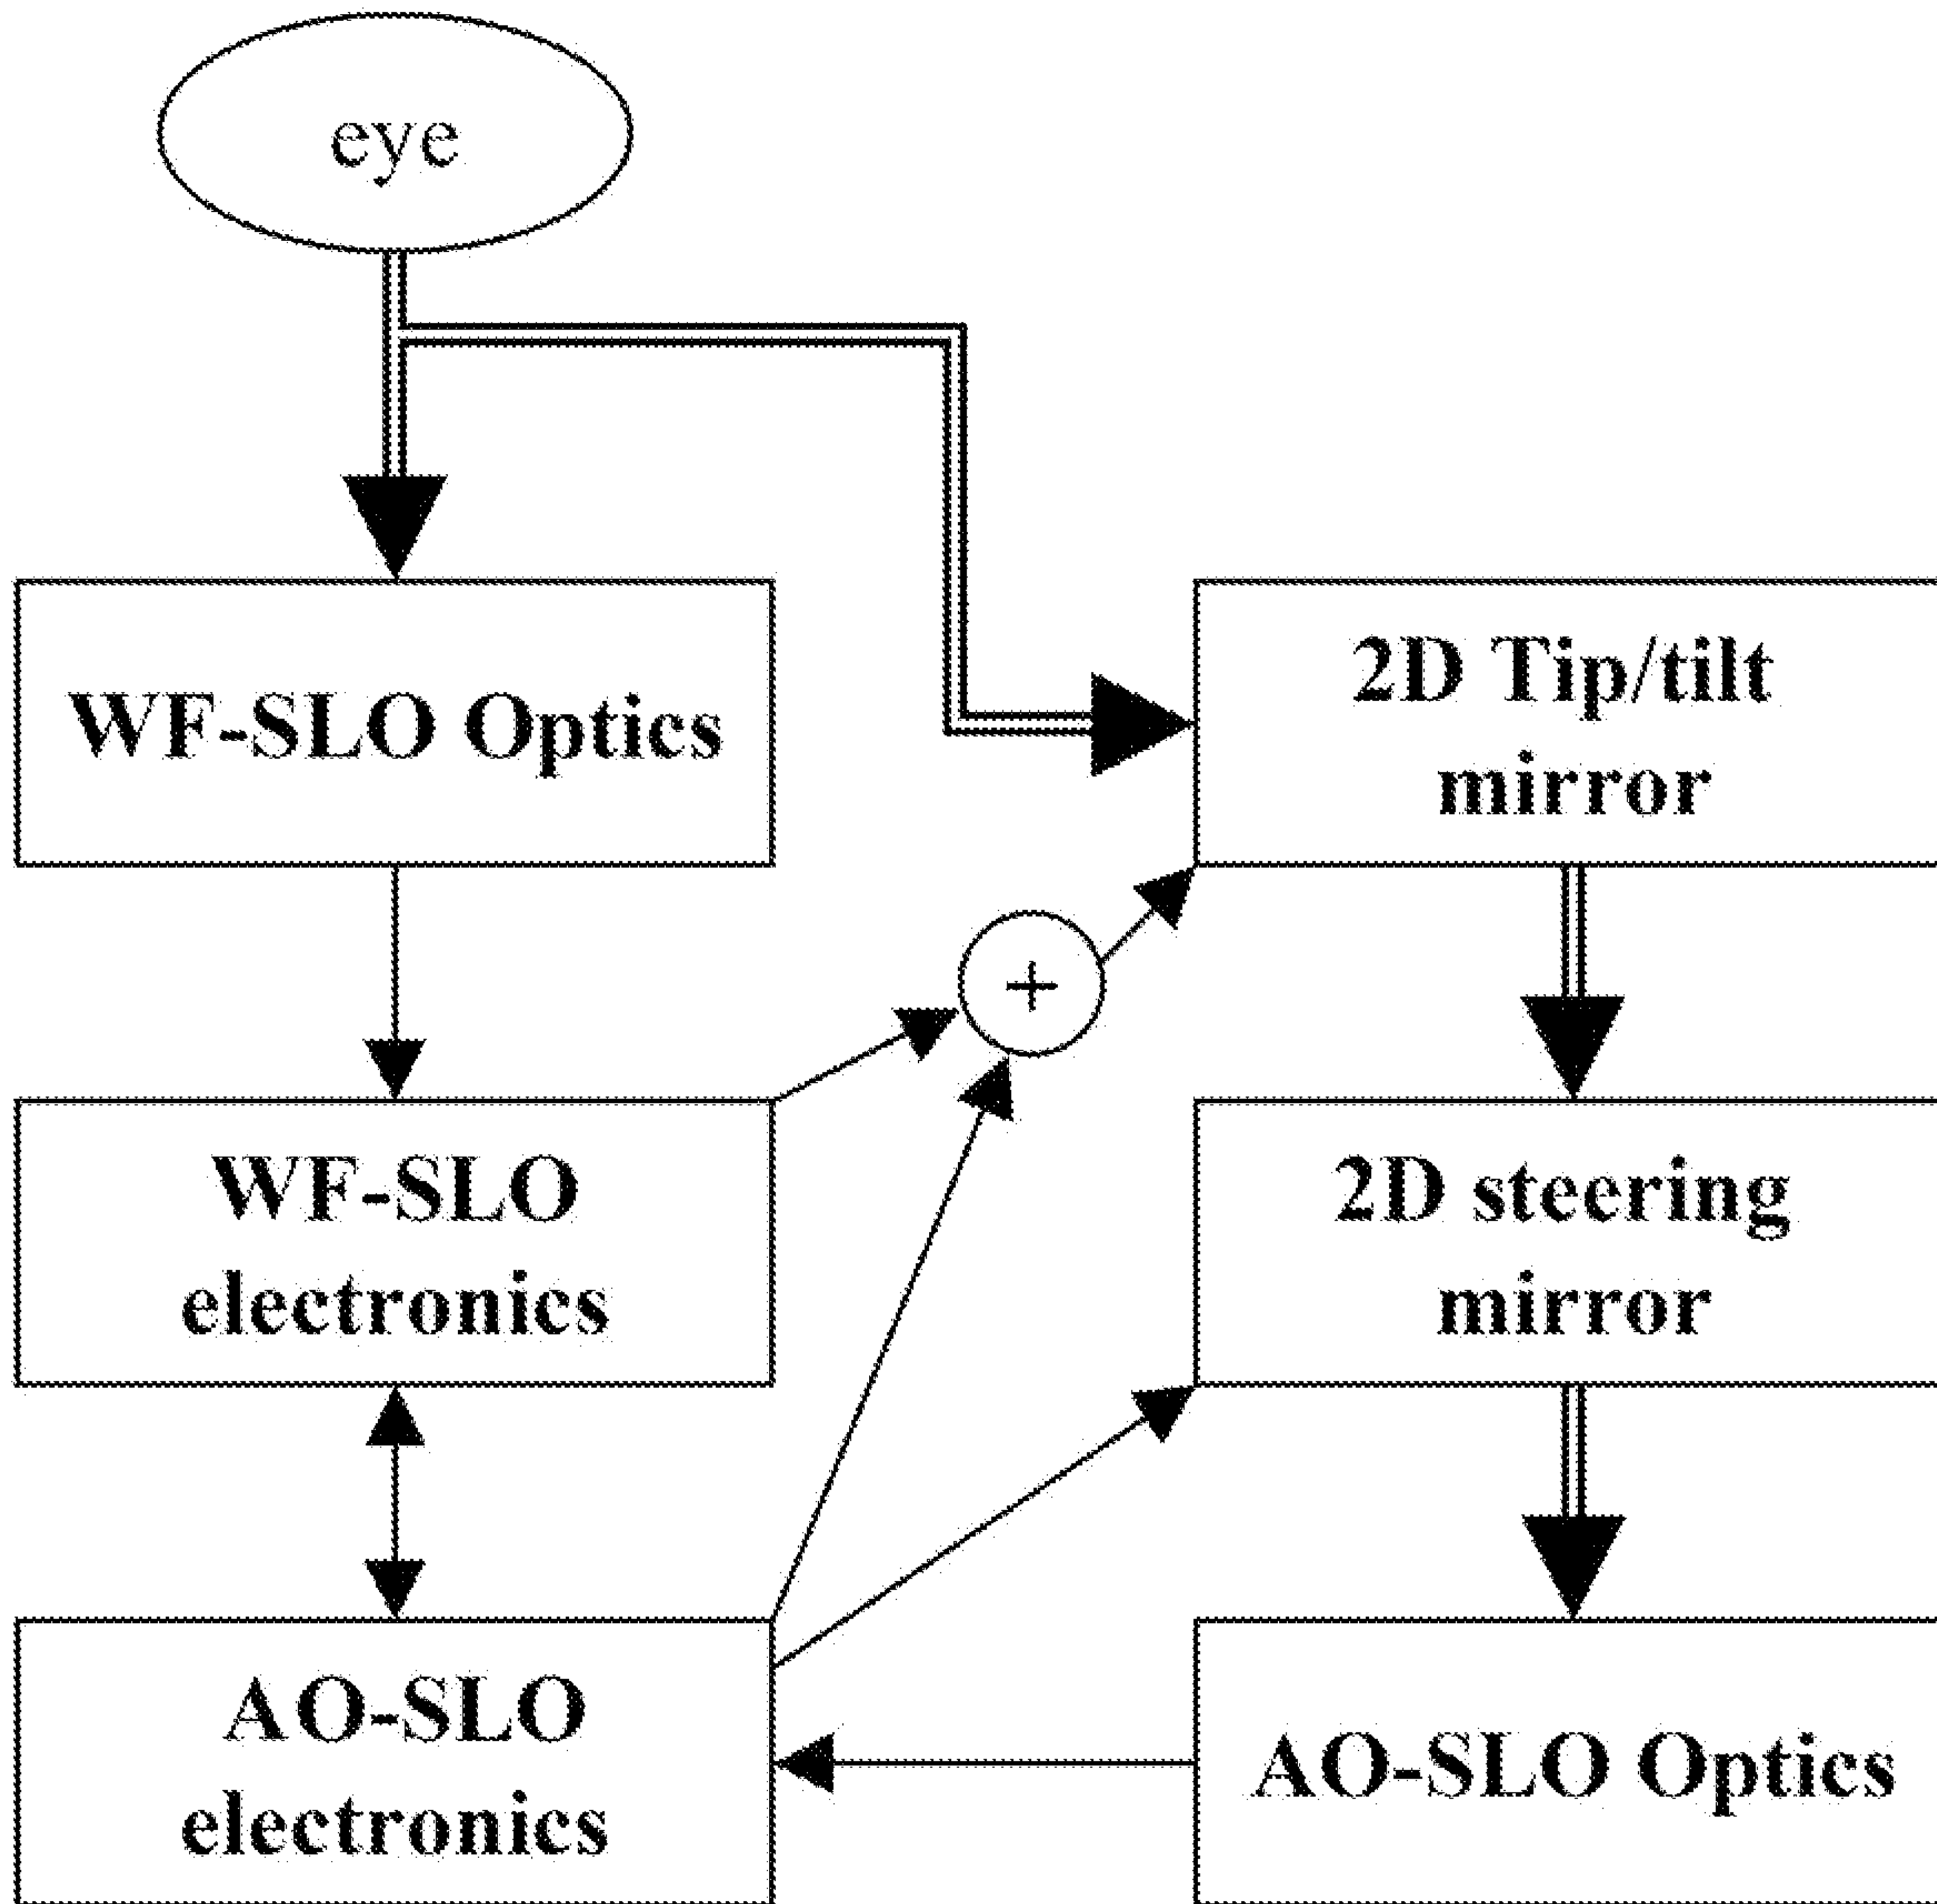 eye
WF-SLO Optics
2D Tip/tilt
mirror
+
WF-SLO
electronics
2D steering
mirror
AO-SLO
electronics
AO-SLO Optics